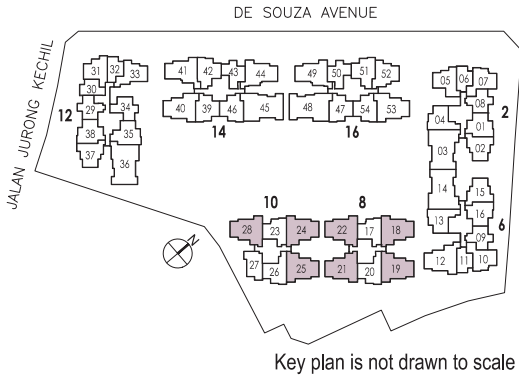 DE SOUZA AVENUE
JALAN JURONG KECHIL
31 32 33
30
29 34
12
38 35
37
36
41 42 43 44
40 39 46 45
14
49 50 51 52
48 47 54 53
16
05 06 07
08
04 01
2
02
03
14 15
13 16
6
09
12 11 10
10
28 23 24
27 26 25
8
22 17 18
21 20 19
N
Key plan is not drawn to scale